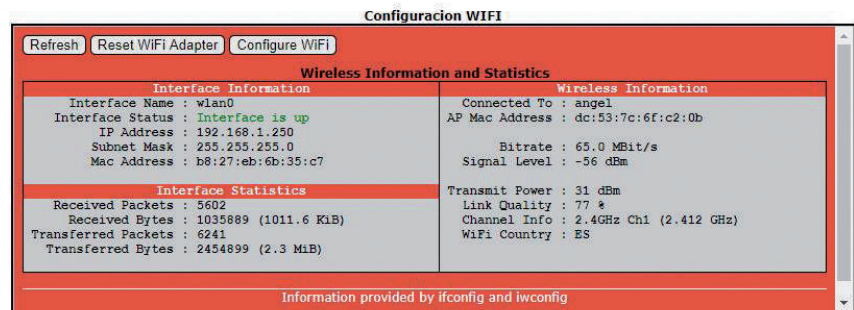 Configuracion WIFI
Refresh Reset WiFi Adapter Configure WiFi
Wireless Information and Statistics
Interface Information
Interface Name : wlan0
Interface Status : Interface is up
IP Address : 192.168.1.250
Subnet Mask : 255.255.255.0
Mac Address : b8:27:eb:6b:35:c7
Interface Statistics
Received Packets : 5602
Received Bytes : 1035889 (1011.6 KiB)
Transferred Packets : 6241
Transferred Bytes : 2454899 (2.3 MiB)
Wireless Information
Connected To : angel
AP Mac Address : dc:53:7c:6f:c2:0b
Bitrate : 65.0 MBit/s
Signal Level : -56 dBm
Transmit Power : 31 dBm
Link Quality : 77 %
Channel Info : 2.4GHz Ch1 (2.412 GHz)
WiFi Country : ES
Information provided by ifconfig and iwconfig